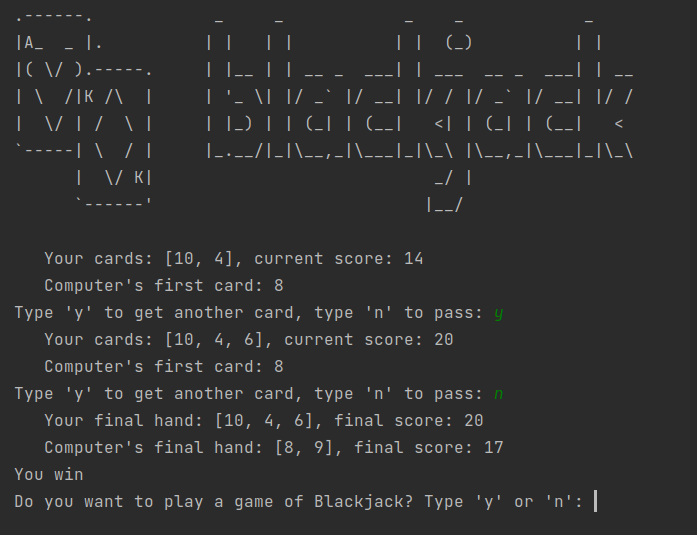 .------.            _     _            _    _            _
|A_  _ |.          | |   | |          | |  (_)          | |
|( \/ ).-----.     | |__ | | __ _  ___| | ___  __ _  ___| | __
| \  /|K /\  |     | '_ \| |/ _` |/ __| |/ / |/ _` |/ __| |/ /
|  \/ | /  \ |     | |_) | | (_| | (__|   <| | (_| | (__|   <
`-----| \  / |     |_.__/|_|\__,_|\___|_|\_\ |\__,_|\___|_|\_\
      |  \/ K|                            _/ |
      `------'                           |__/
Your cards: [10, 4], current score: 14
Computer's first card: 8
Type 'y' to get another card, type 'n' to pass: y
Your cards: [10, 4, 6], current score: 20
Computer's first card: 8
Type 'y' to get another card, type 'n' to pass: n
Your final hand: [10, 4, 6], final score: 20
Computer's final hand: [8, 9], final score: 17
You win
Do you want to play a game of Blackjack? Type 'y' or 'n':